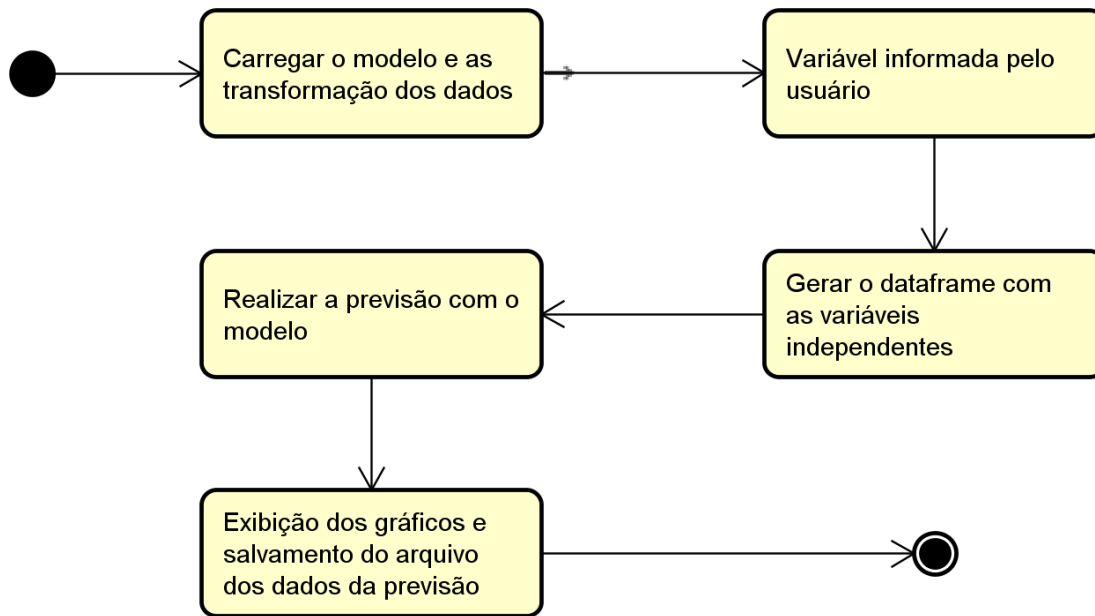 Carregar o modelo e as
transformação dos dados
Variável informada pelo
usuário
Gerar o dataframe com
as variáveis
independentes
Realizar a previsão com o
modelo
Exibição dos gráficos e
salvamento do arquivo
dos dados da previsão